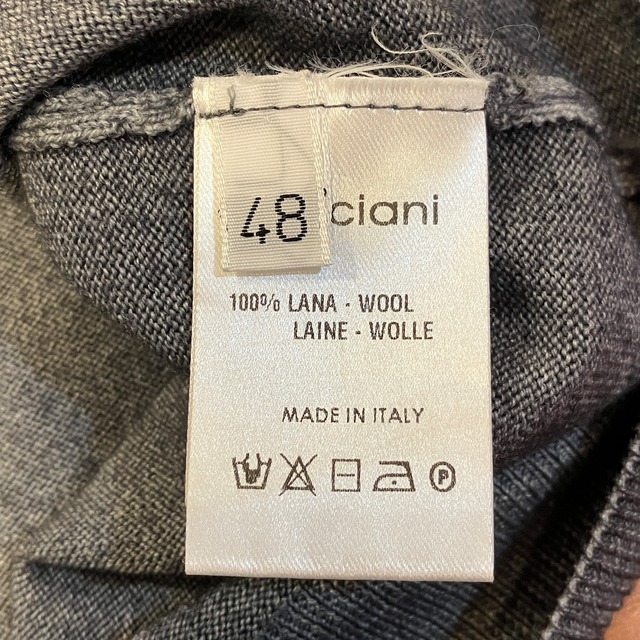 48
ciani
100% LANA - WOOL
LAINE - WOLLE
MADE IN ITALY
P